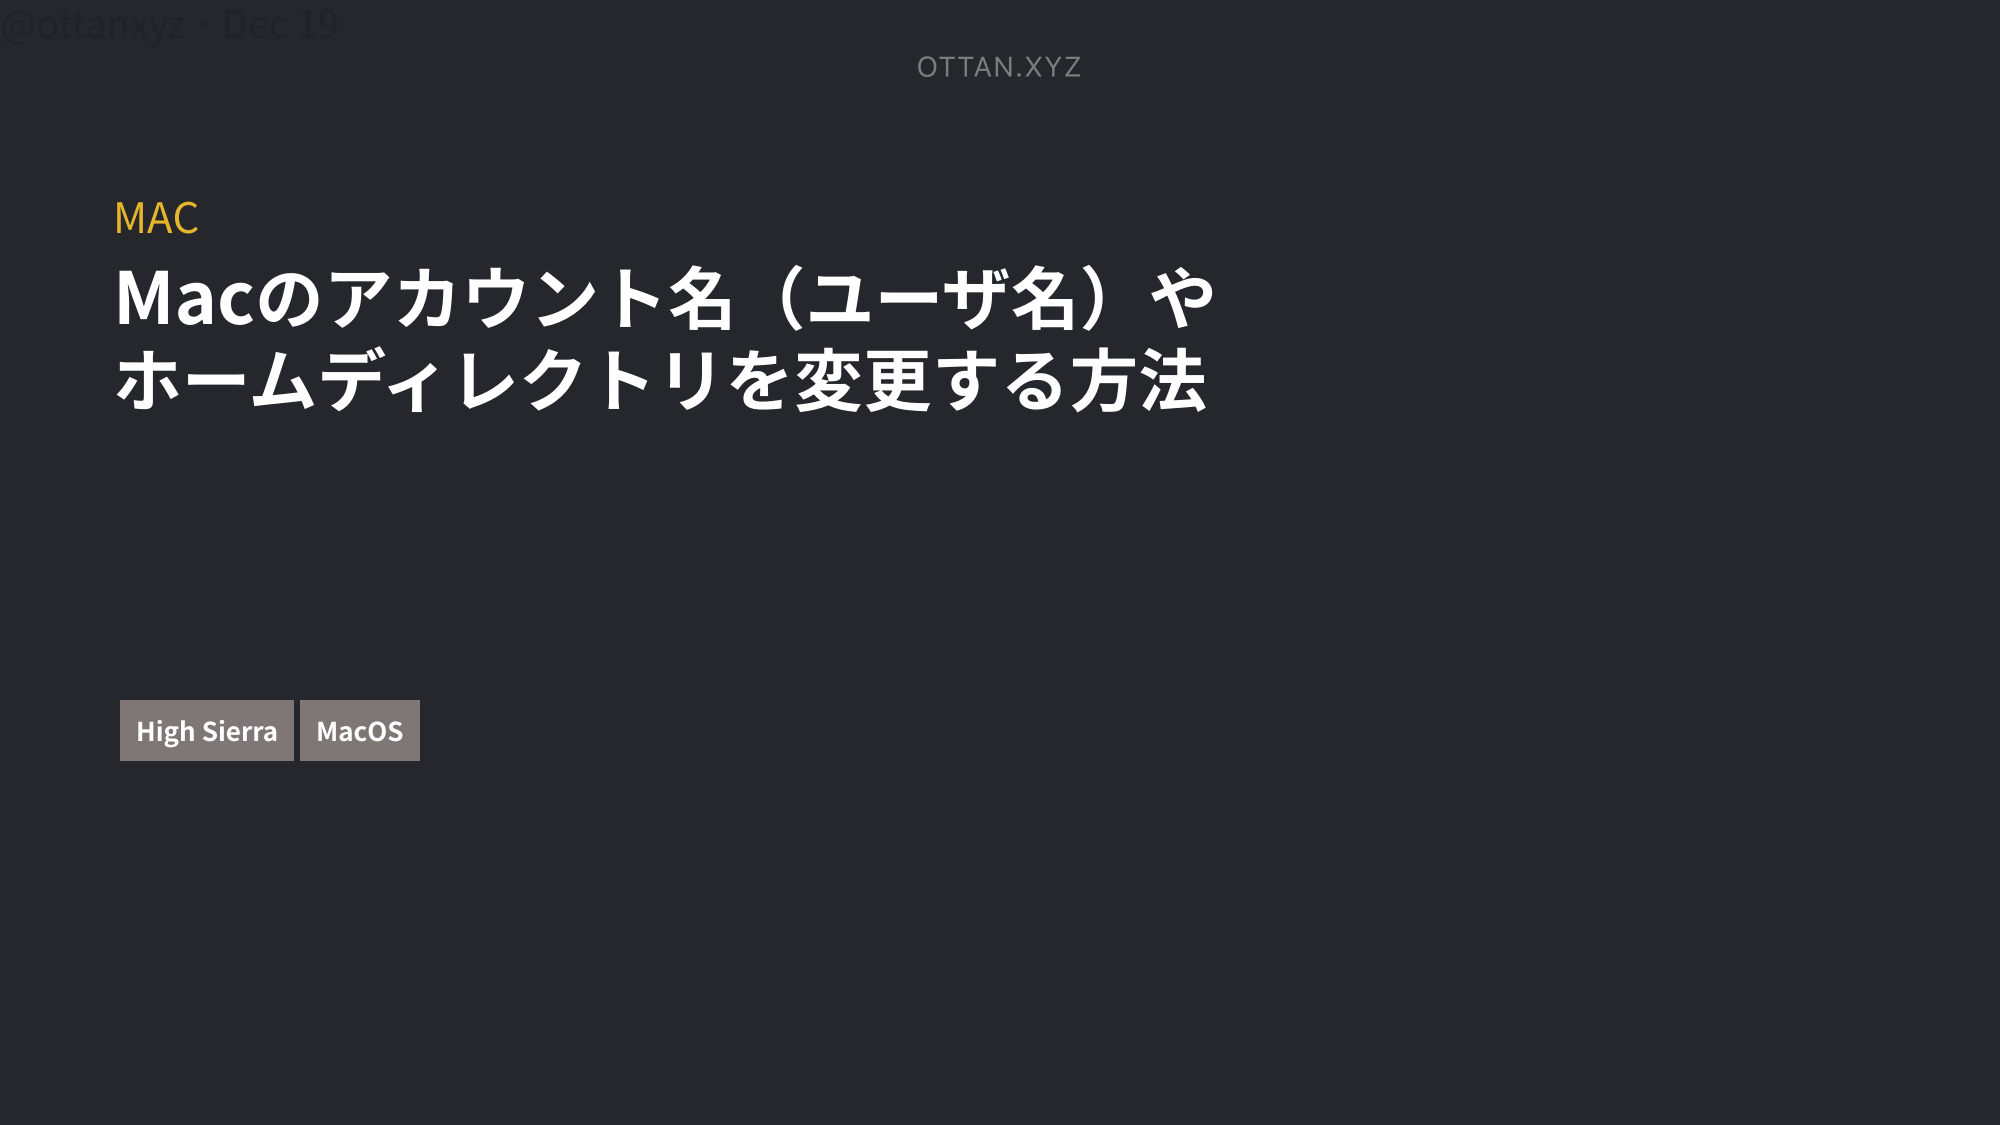 @ottanxyz・Dec 19
OTTAN.XYZ
MAC
Macのアカウント名（ユーザ名）や
ホームディレクトリを変更する方法
High Sierra
MacOS